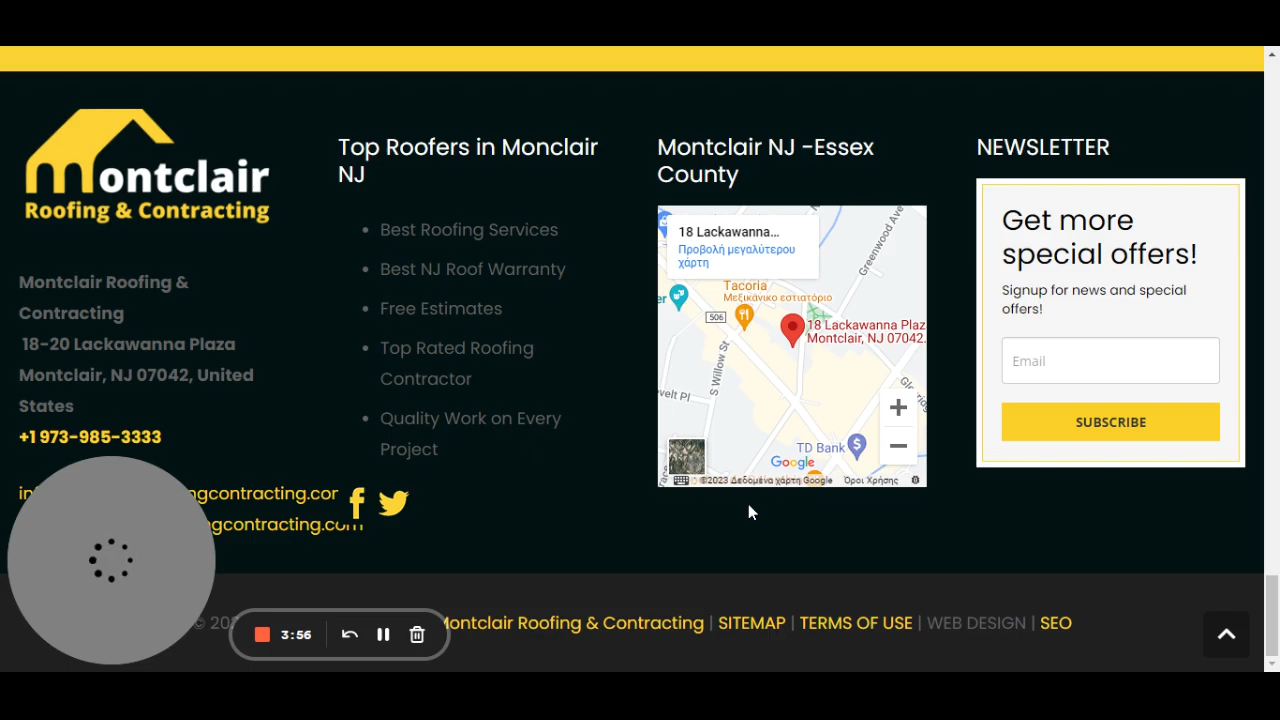 montclair
Roofing & Contracting
Montclair Roofing &
Contracting
18-20 Lackawanna Plaza
Montclair, NJ 07042, United
States
+1 973-985-3333
ngcontracting.com
Top Roofers in Monclair
NJ
Best Roofing Services
Best NJ Roof Warranty
Free Estimates
Top Rated Roofing
Contractor
Quality Work on Every
Project
Montclair NJ –Essex
County
18 Lackawanna...
Προβολή μεγαλύτερου
χάρτη
Greenwood Ave
Tacoria
Μεξικάνικο εστιατόριο
506
18 Lackawanna Plaz
Montclair, NJ 07042.
S Willow St
TD Bank
Google
©2023 Δεδομένα χάρτη Google
Όροι Χρήσης
NEWSLETTER
Get more
special offers!
Signup for news and special
offers!
Email
SUBSCRIBE
3:56
Montclair Roofing & Contracting | SITEMAP | TERMS OF USE | WEB DESIGN | SEO